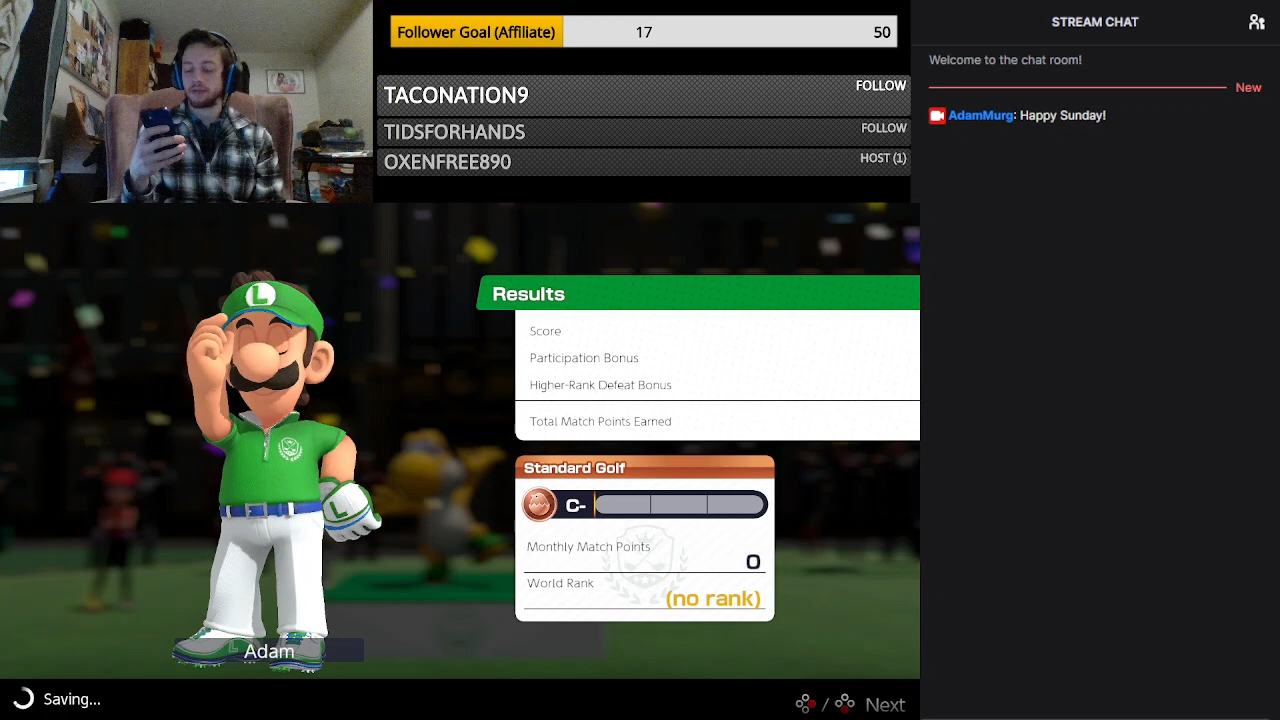 Follower Goal (Affiliate) 17 50
TACONATION9 FOLLOW
TIDSFORHANDS FOLLOW
OXENFREE890 HOST (1)
STREAM CHAT
Welcome to the chat room!
New
AdamMurg: Happy Sunday!
L
L
Results
Score
Participation Bonus
Higher-Rank Defeat Bonus
Total Match Points Earned
Standard Golf
C-
Monthly Match Points
0
World Rank
(no rank)
Adam
Saving...
/ Next